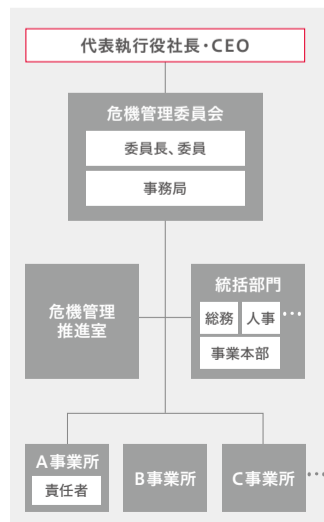 代表執行役社長・CEO
危機管理委員会
委員長、委員
事務局
危機管理
推進室
統括部門
総務 人事 …
事業本部
A事業所
責任者
B事業所
C事業所 …